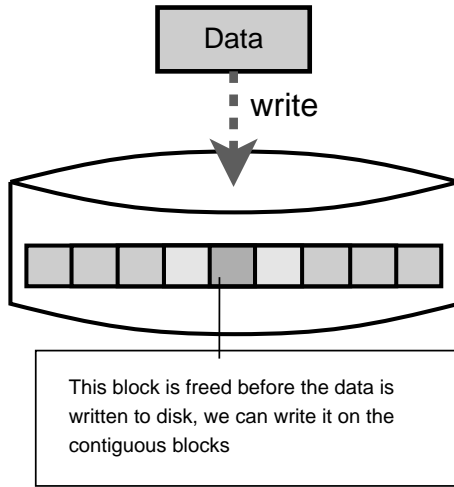 Data
write
This block is freed before the data is
written to disk, we can write it on the
contiguous blocks